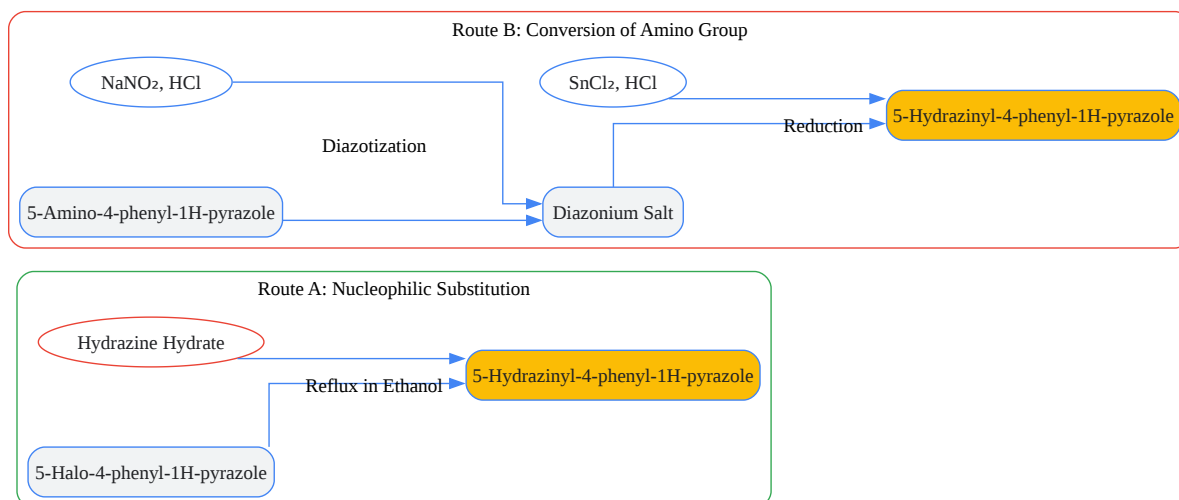 Route B: Conversion of Amino Group
NaNO₂, HCl
SnCl₂, HCl
5-Hydrazinyl-4-phenyl-1H-pyrazole
Reduction
Diazotization
5-Amino-4-phenyl-1H-pyrazole
Diazonium Salt
Route A: Nucleophilic Substitution
Hydrazine Hydrate
5-Hydrazinyl-4-phenyl-1H-pyrazole
Reflux in Ethanol
5-Halo-4-phenyl-1H-pyrazole